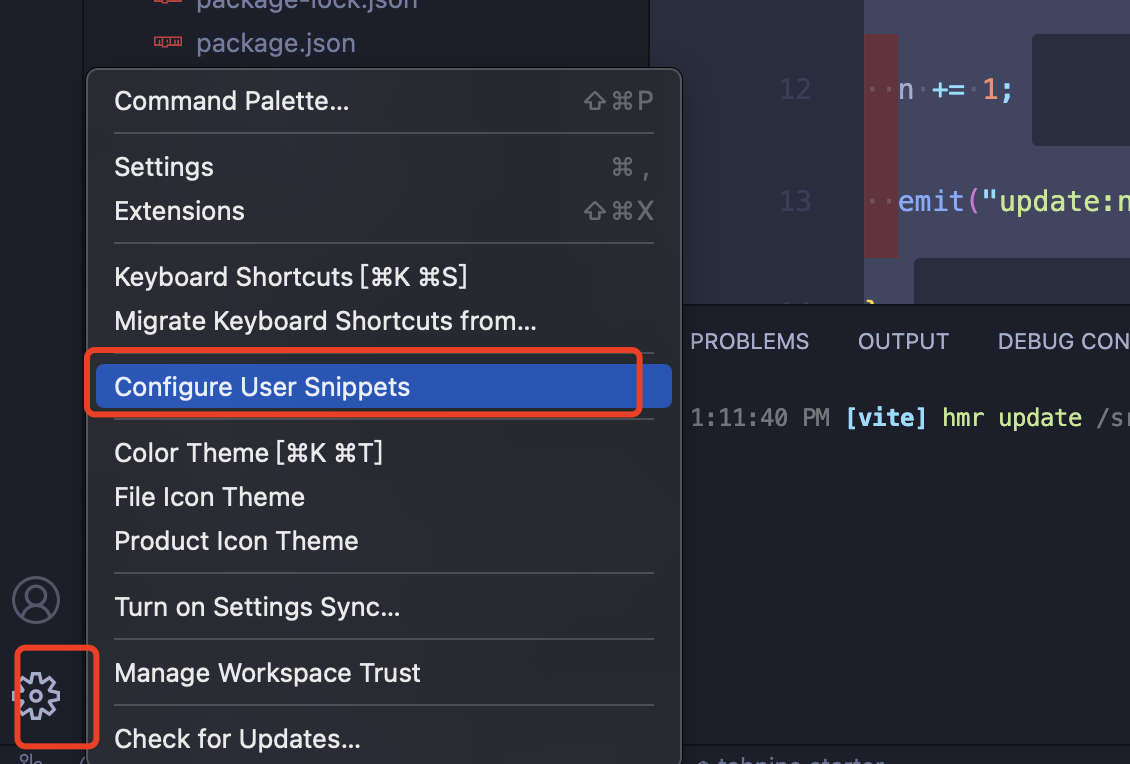 package-lock.json
package.json
Command Palette... ⇧⌘P
Settings ⌘ ,
Extensions ⇧⌘X
Keyboard Shortcuts [⌘K ⌘S]
Migrate Keyboard Shortcuts from...
Configure User Snippets
Color Theme [⌘K ⌘T]
File Icon Theme
Product Icon Theme
Turn on Settings Sync...
Manage Workspace Trust
Check for Updates...
12 n += 1;
13 emit("update:n
14 }
PROBLEMS OUTPUT DEBUG CON
1:11:40 PM [vite] hmr update /sr
tabnine starter